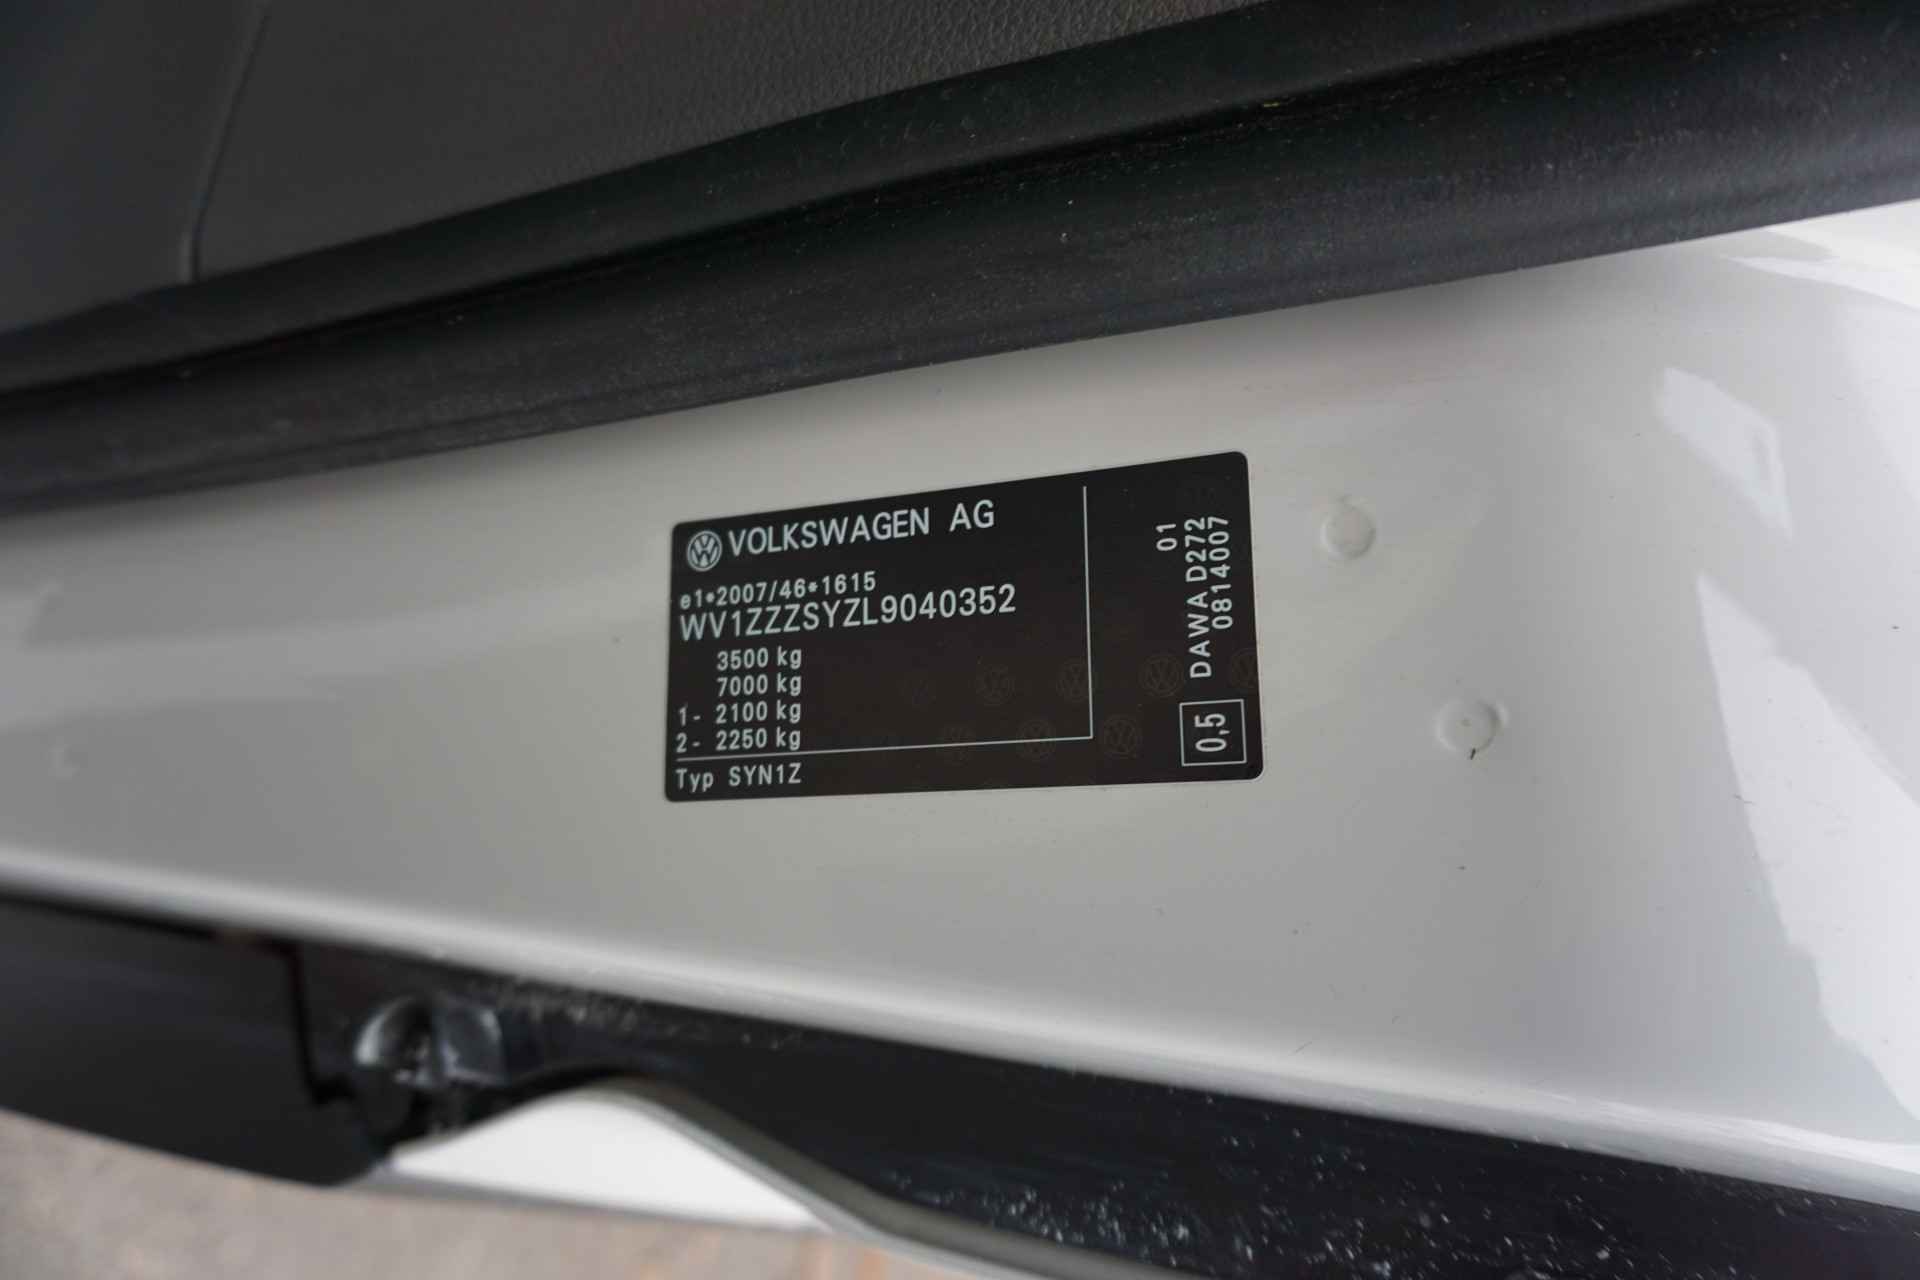 VOLKSWAGEN AG
e1*2007/46*1615
WV1ZZZSYZL9040352
3500 kg
7000 kg
1- 2100 kg
2- 2250 kg
Typ SYN1Z
01
DAWA D272
0814007
0,5